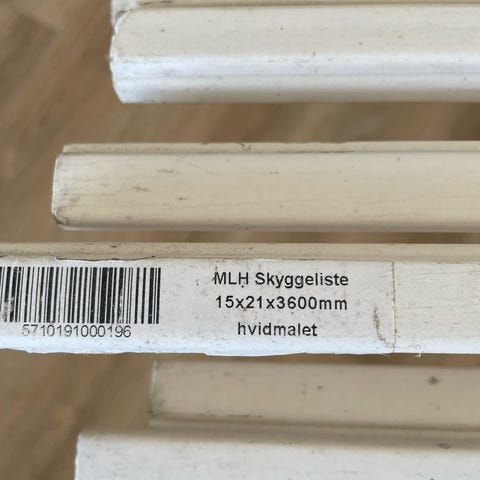 MLH Skyggeliste
15x21x3600mm
hvidmalet
5710191000196